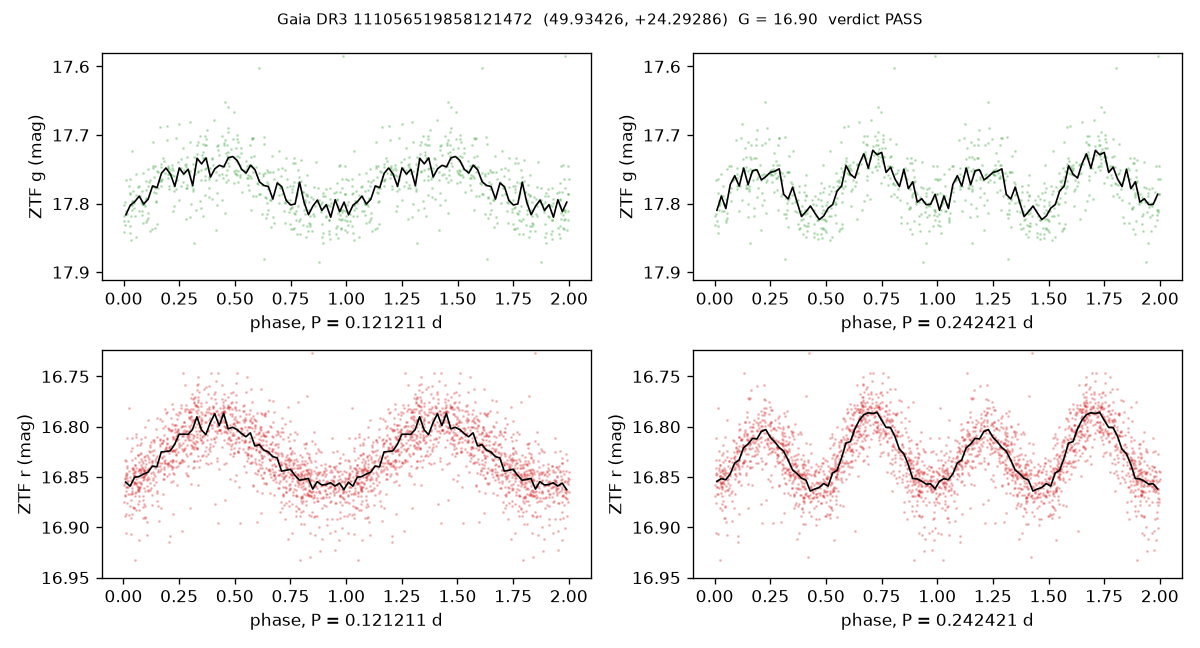 Gaia DR3 111056519858121472 (49.93426, +24.29286) G = 16.90 verdict PASS
ZTF g (mag)
17.6
17.7
17.8
17.9
0.00 0.25 0.50 0.75 1.00 1.25 1.50 1.75 2.00
phase, P = 0.121211 d
ZTF g (mag)
17.6
17.7
17.8
17.9
0.00 0.25 0.50 0.75 1.00 1.25 1.50 1.75 2.00
phase, P = 0.242421 d
ZTF r (mag)
16.75
16.80
16.85
16.90
16.95
0.00 0.25 0.50 0.75 1.00 1.25 1.50 1.75 2.00
phase, P = 0.121211 d
ZTF r (mag)
16.75
16.80
16.85
16.90
16.95
0.00 0.25 0.50 0.75 1.00 1.25 1.50 1.75 2.00
phase, P = 0.242421 d